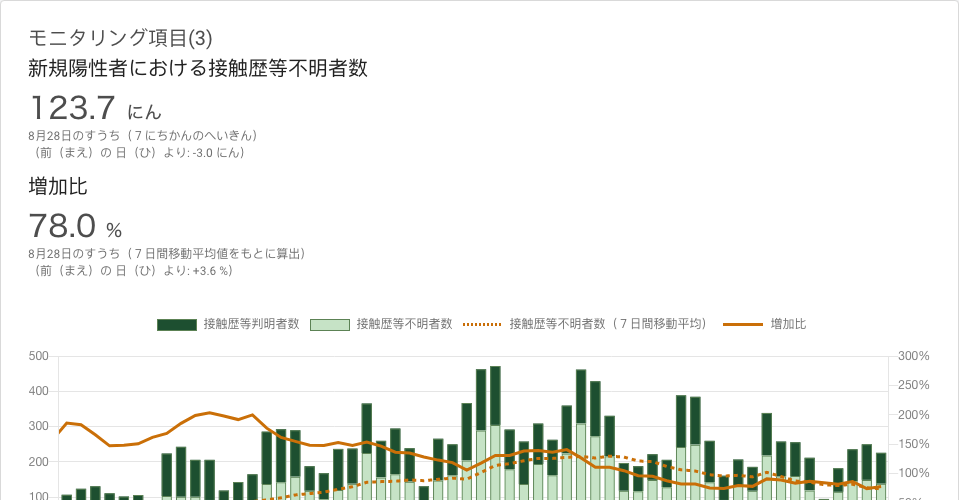 モニタリング項目(3)
新規陽性者における接触歴等不明者数
123.7 にん
8月28日のすうち（７にちかんのへいきん）
（前（まえ）の 日（ひ）より: -3.0 にん）
増加比
78.0 %
8月28日のすうち（７日間移動平均値をもとに算出）
（前（まえ）の 日（ひ）より: +3.6 %）
接触歴等判明者数 接触歴等不明者数 接触歴等不明者数（７日間移動平均） 増加比
500 300%
250%
400
200%
300
150%
200
100%
100